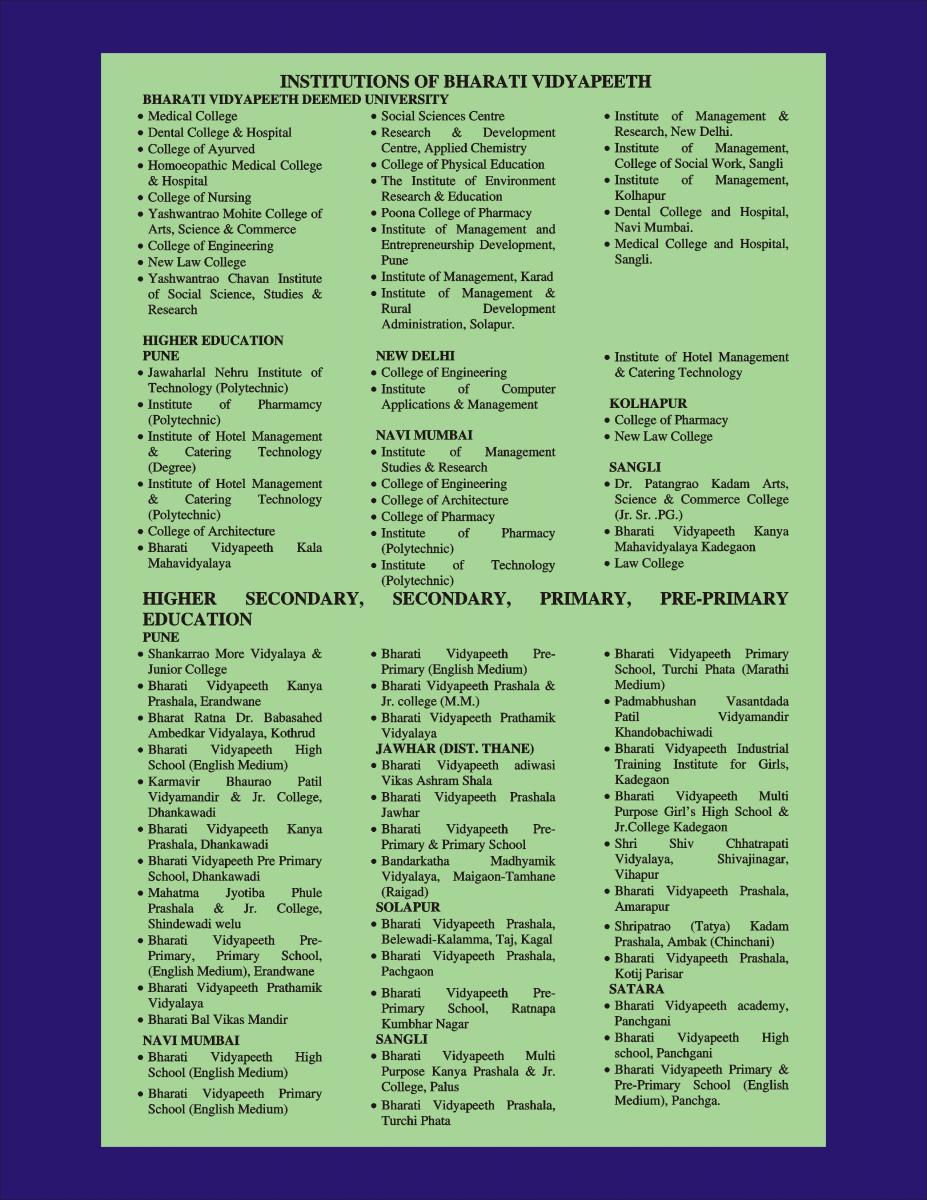 INSTITUTIONS OF BHARATI VIDYAPEETH
BHARATI VIDYAPEETH DEEMED UNIVERSITY
• Medical College
• Dental College & Hospital
• College of Ayurved
• Homoeopathic Medical College
& Hospital
• College of Nursing
• Yashwantrao Mohite College of
Arts, Science & Commerce
• College of Engineering
• New Law College
• Yashwantrao Chavan Institute
of Social Science, Studies &
Research
• Social Sciences Centre
• Research & Development
Centre, Applied Chemistry
• College of Physical Education
• The Institute of Environment
Research & Education
• Poona College of Pharmacy
• Institute of Management and
Entrepreneurship Development,
Pune
• Institute of Management, Karad
• Institute of Management &
Rural Development
Administration, Solapur.
• Institute of Management &
Research, New Delhi.
• Institute of Management,
College of Social Work, Sangli
• Institute of Management,
Kolhapur
• Dental College and Hospital,
Navi Mumbai.
• Medical College and Hospital,
Sangli.
HIGHER EDUCATION
PUNE
• Jawaharlal Nehru Institute of
Technology (Polytechnic)
• Institute of Pharmamcy
(Polytechnic)
• Institute of Hotel Management
& Catering Technology
(Degree)
• Institute of Hotel Management
& Catering Technology
(Polytechnic)
• College of Architecture
• Bharati Vidyapeeth Kala
Mahavidyalaya
NEW DELHI
• College of Engineering
• Institute of Computer
Applications & Management
NAVI MUMBAI
• Institute of Management
Studies & Research
• College of Engineering
• College of Architecture
• College of Pharmacy
• Institute of Pharmacy
(Polytechnic)
• Institute of Technology
(Polytechnic)
• Institute of Hotel Management
& Catering Technology
KOLHAPUR
• College of Pharmacy
• New Law College
SANGLI
• Dr. Patangrao Kadam Arts,
Science & Commerce College
(Jr. Sr. .PG.)
• Bharati Vidyapeeth Kanya
Mahavidyalaya Kadegaon
• Law College
HIGHER SECONDARY, SECONDARY, PRIMARY, PRE-PRIMARY
EDUCATION
PUNE
• Shankarrao More Vidyalaya &
Junior College
• Bharati Vidyapeeth Kanya
Prashala, Erandwane
• Bharat Ratna Dr. Babasahed
Ambedkar Vidyalaya, Kothrud
• Bharati Vidyapeeth High
School (English Medium)
• Karmavir Bhaurao Patil
Vidyamandir & Jr. College,
Dhankawadi
• Bharati Vidyapeeth Kanya
Prashala, Dhankawadi
• Bharati Vidyapeeth Pre Primary
School, Dhankawadi
• Mahatma Jyotiba Phule
Prashala & Jr. College,
Shindewadi welu
• Bharati Vidyapeeth Pre-
Primary, Primary School,
(English Medium), Erandwane
• Bharati Vidyapeeth Prathamik
Vidyalaya
• Bharati Bal Vikas Mandir
NAVI MUMBAI
• Bharati Vidyapeeth High
School (English Medium)
• Bharati Vidyapeeth Primary
School (English Medium)
• Bharati Vidyapeeth Pre-
Primary (English Medium)
• Bharati Vidyapeeth Prashala &
Jr. college (M.M.)
• Bharati Vidyapeeth Prathamik
Vidyalaya
JAWHAR (DIST. THANE)
• Bharati Vidyapeeth adiwasi
Vikas Ashram Shala
• Bharati Vidyapeeth Prashala
Jawhar
• Bharati Vidyapeeth Pre-
Primary & Primary School
• Bandarkatha Madhyamik
Vidyalaya, Maigaon-Tamhane
(Raigad)
SOLAPUR
• Bharati Vidyapeeth Prashala,
Belewadi-Kalamma, Taj, Kagal
• Bharati Vidyapeeth Prashala,
Pachgaon
• Bharati Vidyapeeth Pre-
Primary School, Ratnapa
Kumbhar Nagar
SANGLI
• Bharati Vidyapeeth Multi
Purpose Kanya Prashala & Jr.
College, Palus
• Bharati Vidyapeeth Prashala,
Turchi Phata
• Bharati Vidyapeeth Primary
School, Turchi Phata (Marathi
Medium)
• Padmabhushan Vasantdada
Patil Vidyamandir
Khandobachiwadi
• Bharati Vidyapeeth Industrial
Training Institute for Girls,
Kadegaon
• Bharati Vidyapeeth Multi
Purpose Girl's High School &
Jr.College Kadegaon
• Shri Shiv Chhatrapati
Vidyalaya, Shivajinagar,
Vihapur
• Bharati Vidyapeeth Prashala,
Amarapur
• Shripatrao (Tatya) Kadam
Prashala, Ambak (Chinchani)
• Bharati Vidyapeeth Prashala,
Kotij Parisar
SATARA
• Bharati Vidyapeeth academy,
Panchgani
• Bharati Vidyapeeth High
school, Panchgani
• Bharati Vidyapeeth Primary &
Pre-Primary School (English
Medium), Panchga.